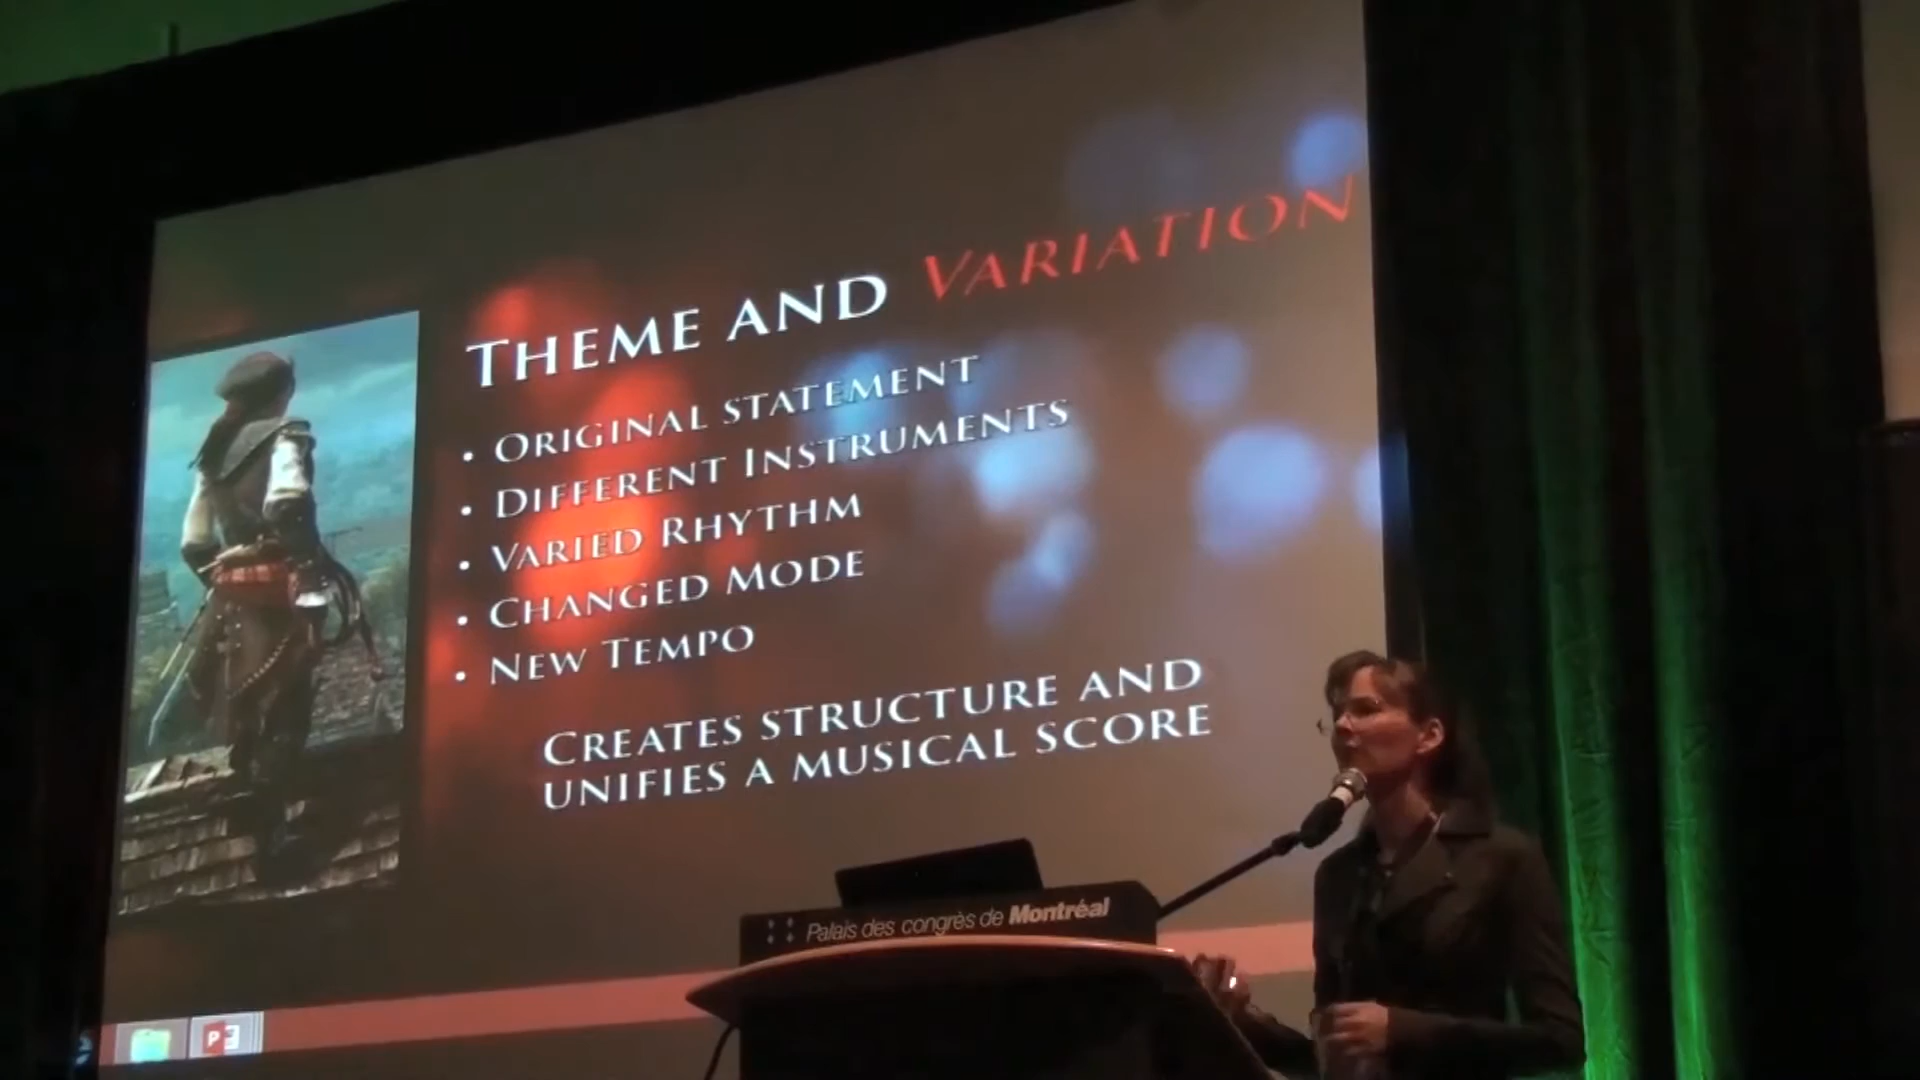 THEME AND VARIATION
• ORIGINAL STATEMENT
• DIFFERENT INSTRUMENTS
• VARIED RHYTHM
• CHANGED MODE
• NEW TEMPO
CREATES STRUCTURE AND
UNIFIES A MUSICAL SCORE
Palais des congrès de Montréal
P